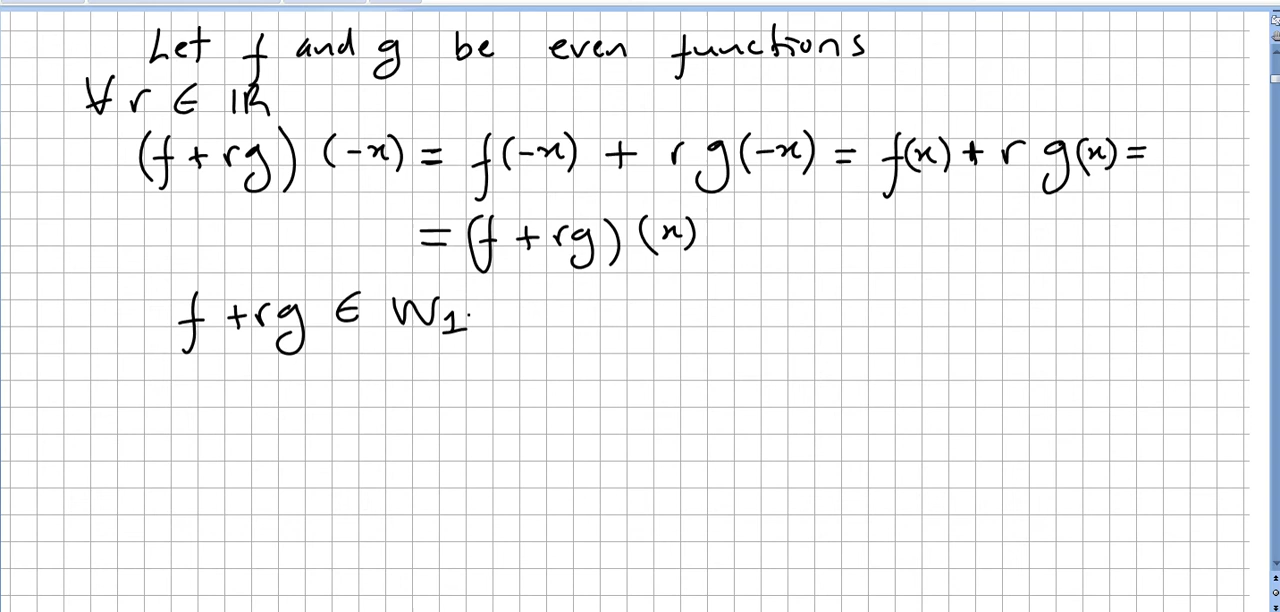 Let f and g be even functions
∀ r ∈ ℝ
(f + rg) (-x) = f(-x) + r g(-x) = f(x) + r g(x) =
= (f + rg) (x)
f + rg ∈ W₁.